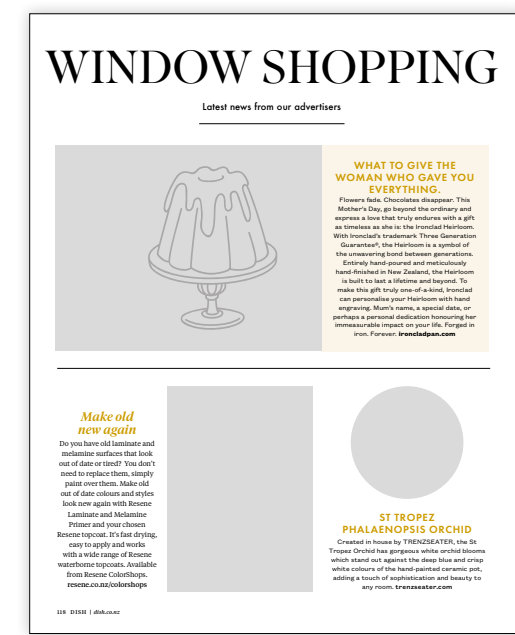 WINDOW SHOPPING
Latest news from our advertisers
WHAT TO GIVE THE
WOMAN WHO GAVE YOU
EVERYTHING.
Flowers fade. Chocolates disappear. This
Mother's Day, go beyond the ordinary and
express a love that truly endures with a gift
as timeless as she is: the Ironclad Heirloom.
With Ironclad's trademark Three Generation
Guarantee®, the Heirloom is a symbol of
the unwavering bond between generations.
Entirely hand-poured and meticulously
hand-finished in New Zealand, the Heirloom
is built to last a lifetime and beyond. To
make this gift truly one-of-a-kind, Ironclad
can personalise your Heirloom with hand
engraving. Mum's name, a special date, or
perhaps a personal dedication honouring her
immeasurable impact on your life. Forged in
iron. Forever. ironcladpan.com
Make old
new again
Do you have old laminate and
melamine surfaces that look
out of date or tired? You don't
need to replace them, simply
paint over them. Make old
out of date colours and styles
look new again with Resene
Laminate and Melamine
Primer and your chosen
Resene topcoat. It's fast drying,
easy to apply and works
with a wide range of Resene
waterborne topcoats. Available
from Resene ColorShops.
resene.co.nz/colorshops
ST TROPEZ
PHALAENOPSIS ORCHID
Created in house by TRENZSEATER, the St
Tropez Orchid has gorgeous white orchid blooms
which stand out against the deep blue and crisp
white colours of the hand-painted ceramic pot,
adding a touch of sophistication and beauty to
any room. trenzseater.com
118 DISH | dish.co.nz